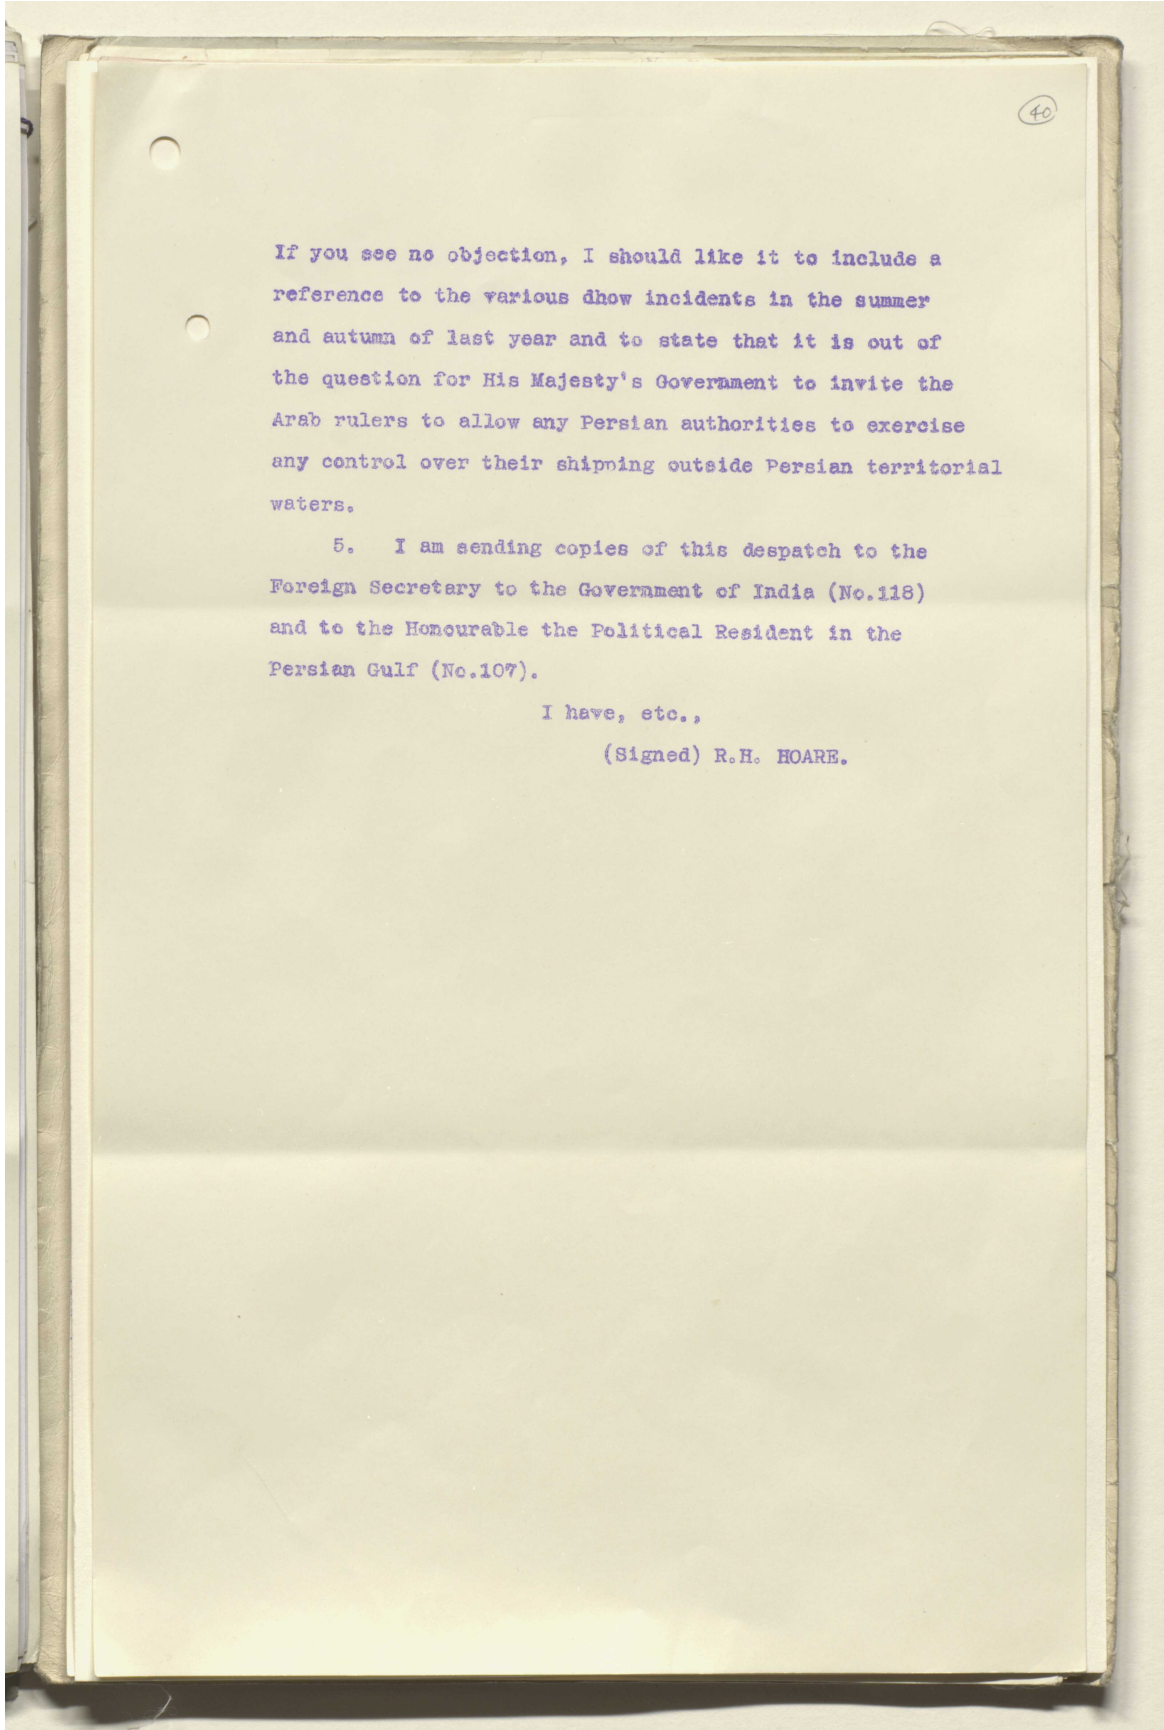 40
If you see no objection, I should like it to include a
reference to the various dhow incidents in the summer
and autumn of last year and to state that it is out of
the question for His Majesty's Government to invite the
Arab rulers to allow any Persian authorities to exercise
any control over their shipping outside Persian territorial
waters.
5. I am sending copies of this despatch to the
Foreign Secretary to the Government of India (No.118)
and to the Honourable the Political Resident in the
Persian Gulf (No.107).
I have, etc.,
(Signed) R.H. HOARE.